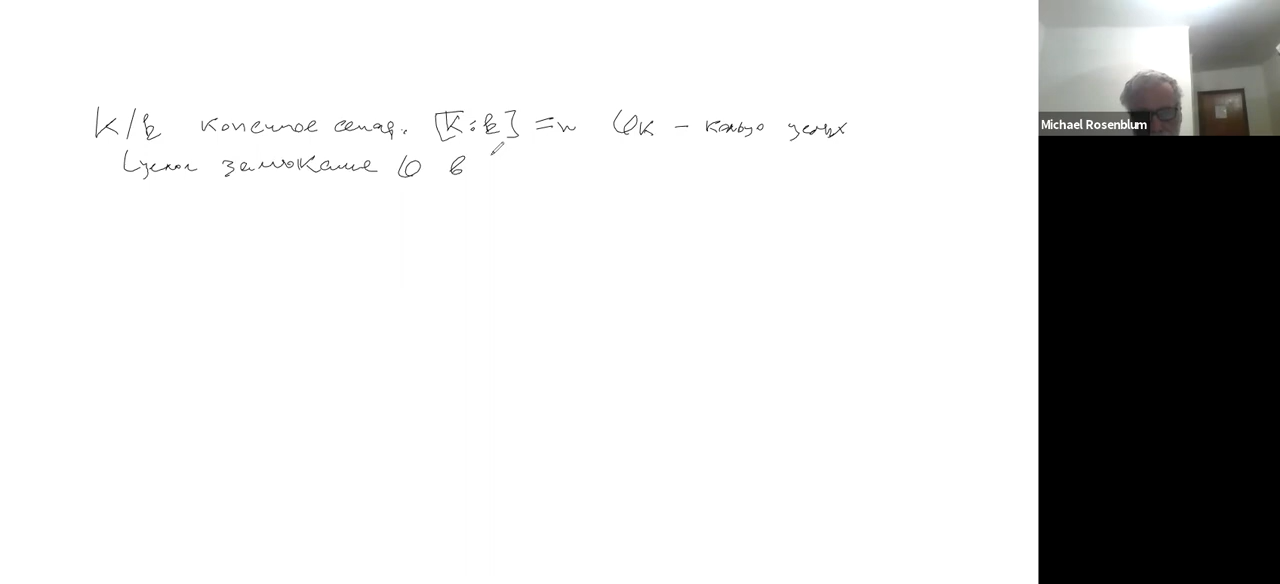 K/k конечное сепар. [K:k] = n O_K – кольцо целых
Целое замыкание O в
Michael Rosenblum